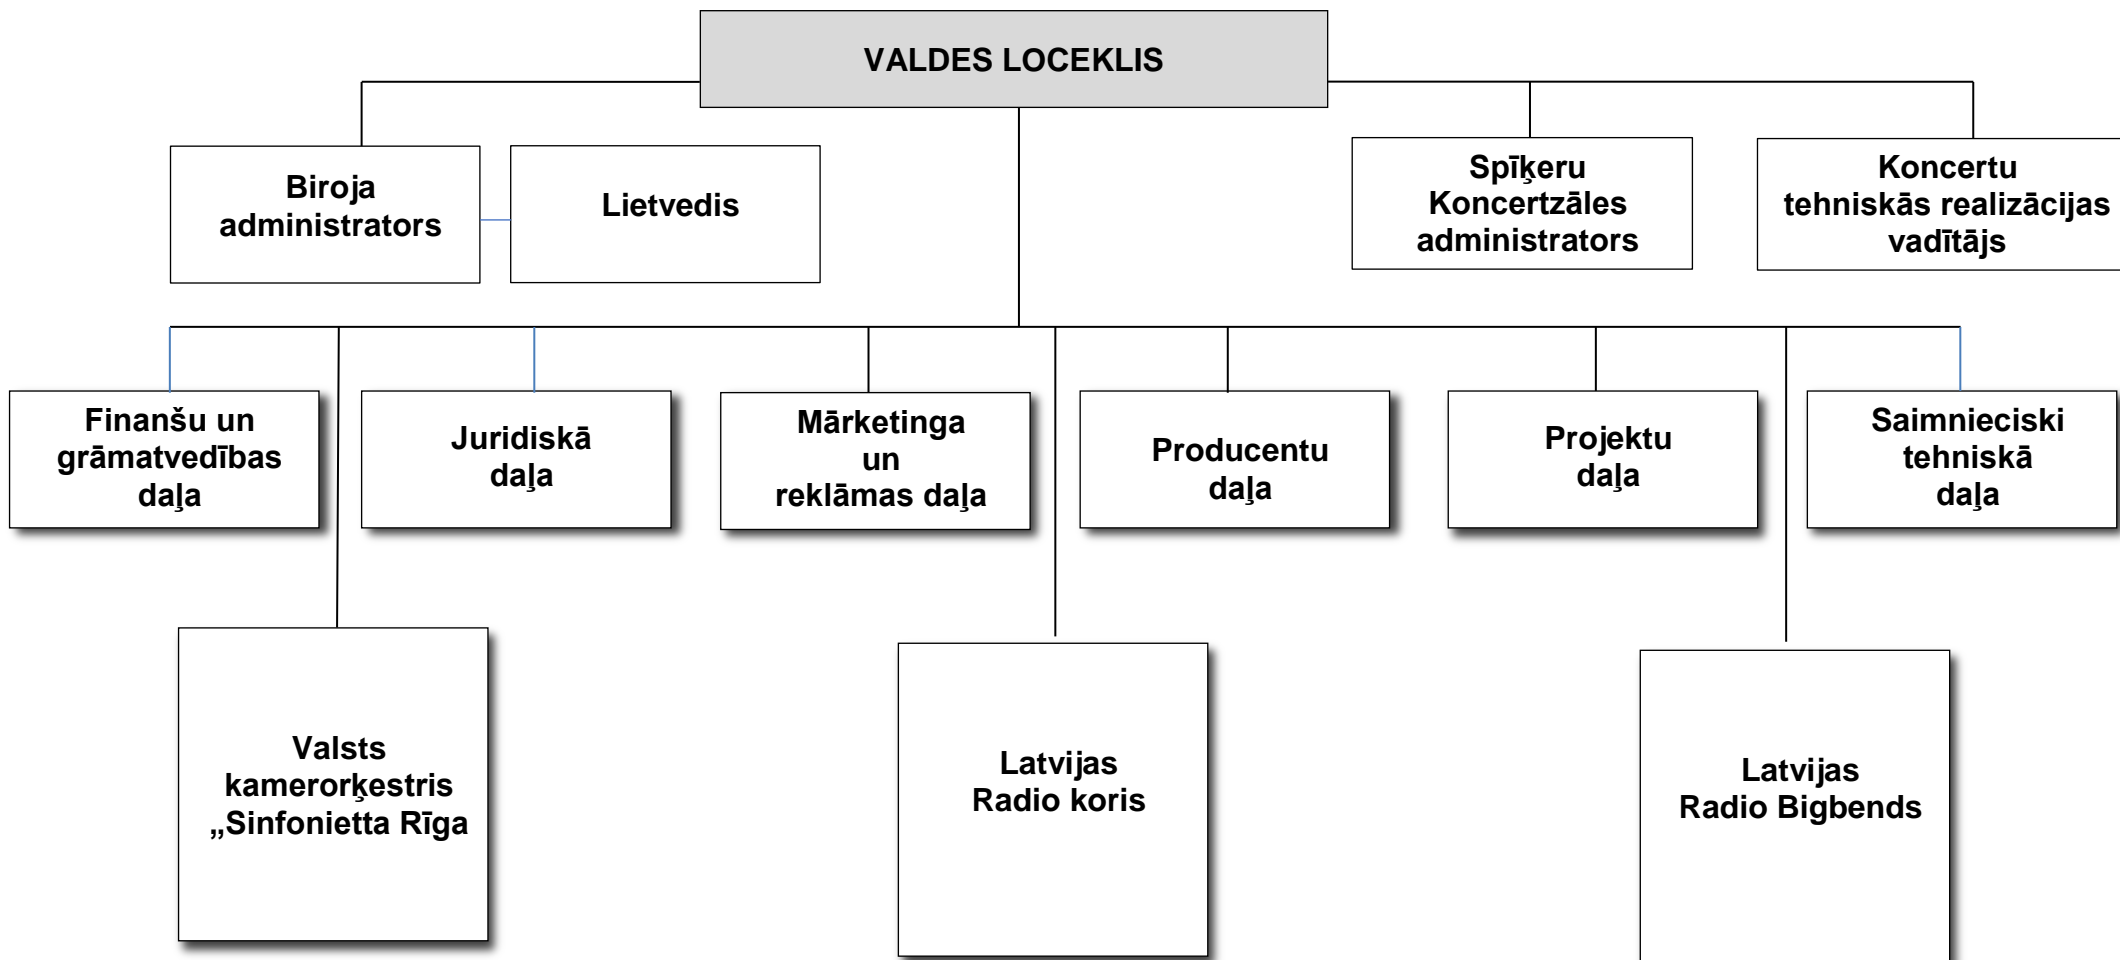 VALDES LOCEKLIS
Biroja
administrators
Lietvedis
Spīķeru
Koncertzāles
administrators
Koncertu
tehniskās realizācijas
vadītājs
Finanšu un
grāmatvedības
daļa
Juridiskā
daļa
Mārketinga
un
reklāmas daļa
Producentu
daļa
Projektu
daļa
Saimnieciski
tehniskā
daļa
Valsts
kamerorķestris
„Sinfonietta Rīga
Latvijas
Radio koris
Latvijas
Radio Bigbends